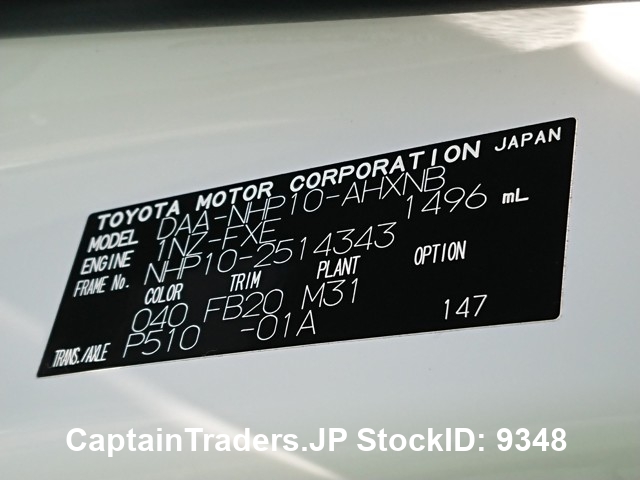 TOYOTA MOTOR CORPORATION JAPAN
MODEL DAA-NHP10-AHXNB
ENGINE 1NZ-FXE 1496 mL
FRAME No. NHP10-2514343
COLOR TRIM PLANT OPTION
040 FB20 M31
TRANS./AXLE P510 -01A 147
CaptainTraders.JP StockID: 9348